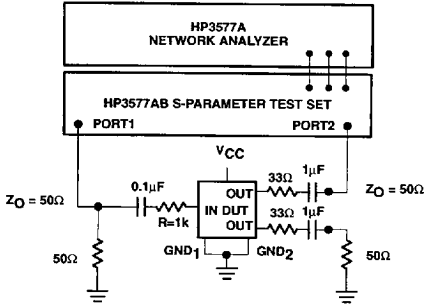 HP3577A
NETWORK ANALYZER
HP3577AB S-PARAMETER TEST SET
PORT1
PORT2
VCC
0.1μF
R=1k
IN DUT
OUT
OUT
33Ω
1μF
33Ω
1μF
ZO = 50Ω
ZO = 50Ω
50Ω
GND1
GND2
50Ω